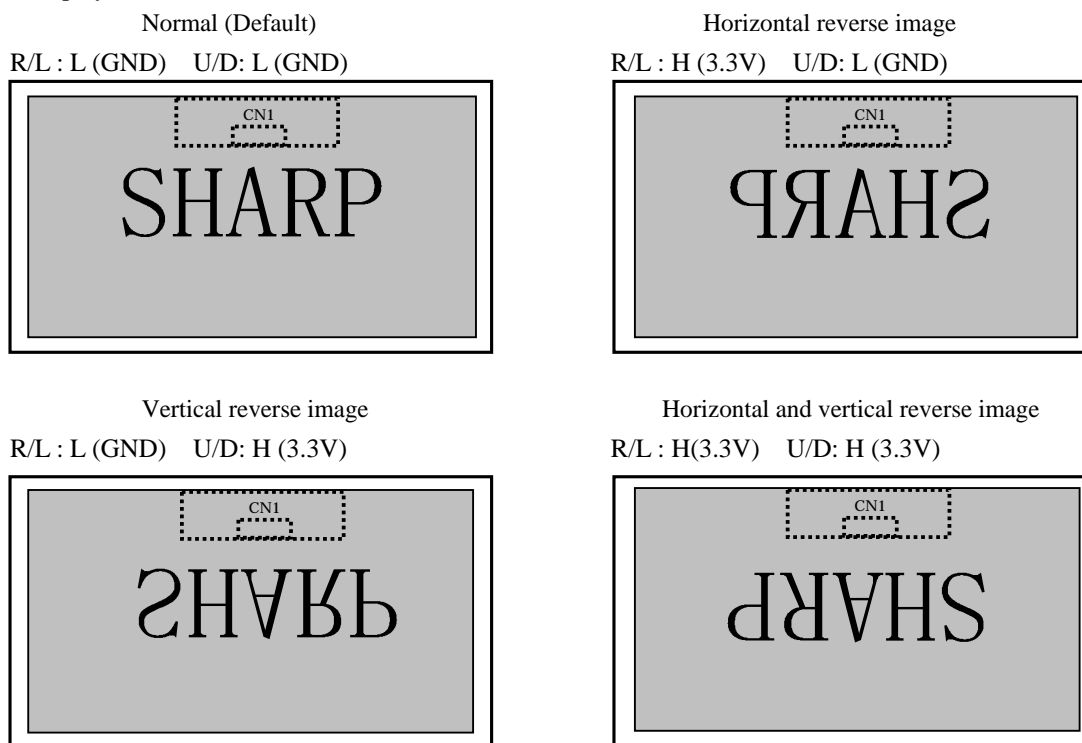 Normal (Default)
R/L : L (GND) U/D: L (GND)
CN1
SHARP
Horizontal reverse image
R/L : H (3.3V) U/D: L (GND)
CN1
SHARP
Vertical reverse image
R/L : L (GND) U/D: H (3.3V)
CN1
SHARP
Horizontal and vertical reverse image
R/L : H(3.3V) U/D: H (3.3V)
CN1
SHARP